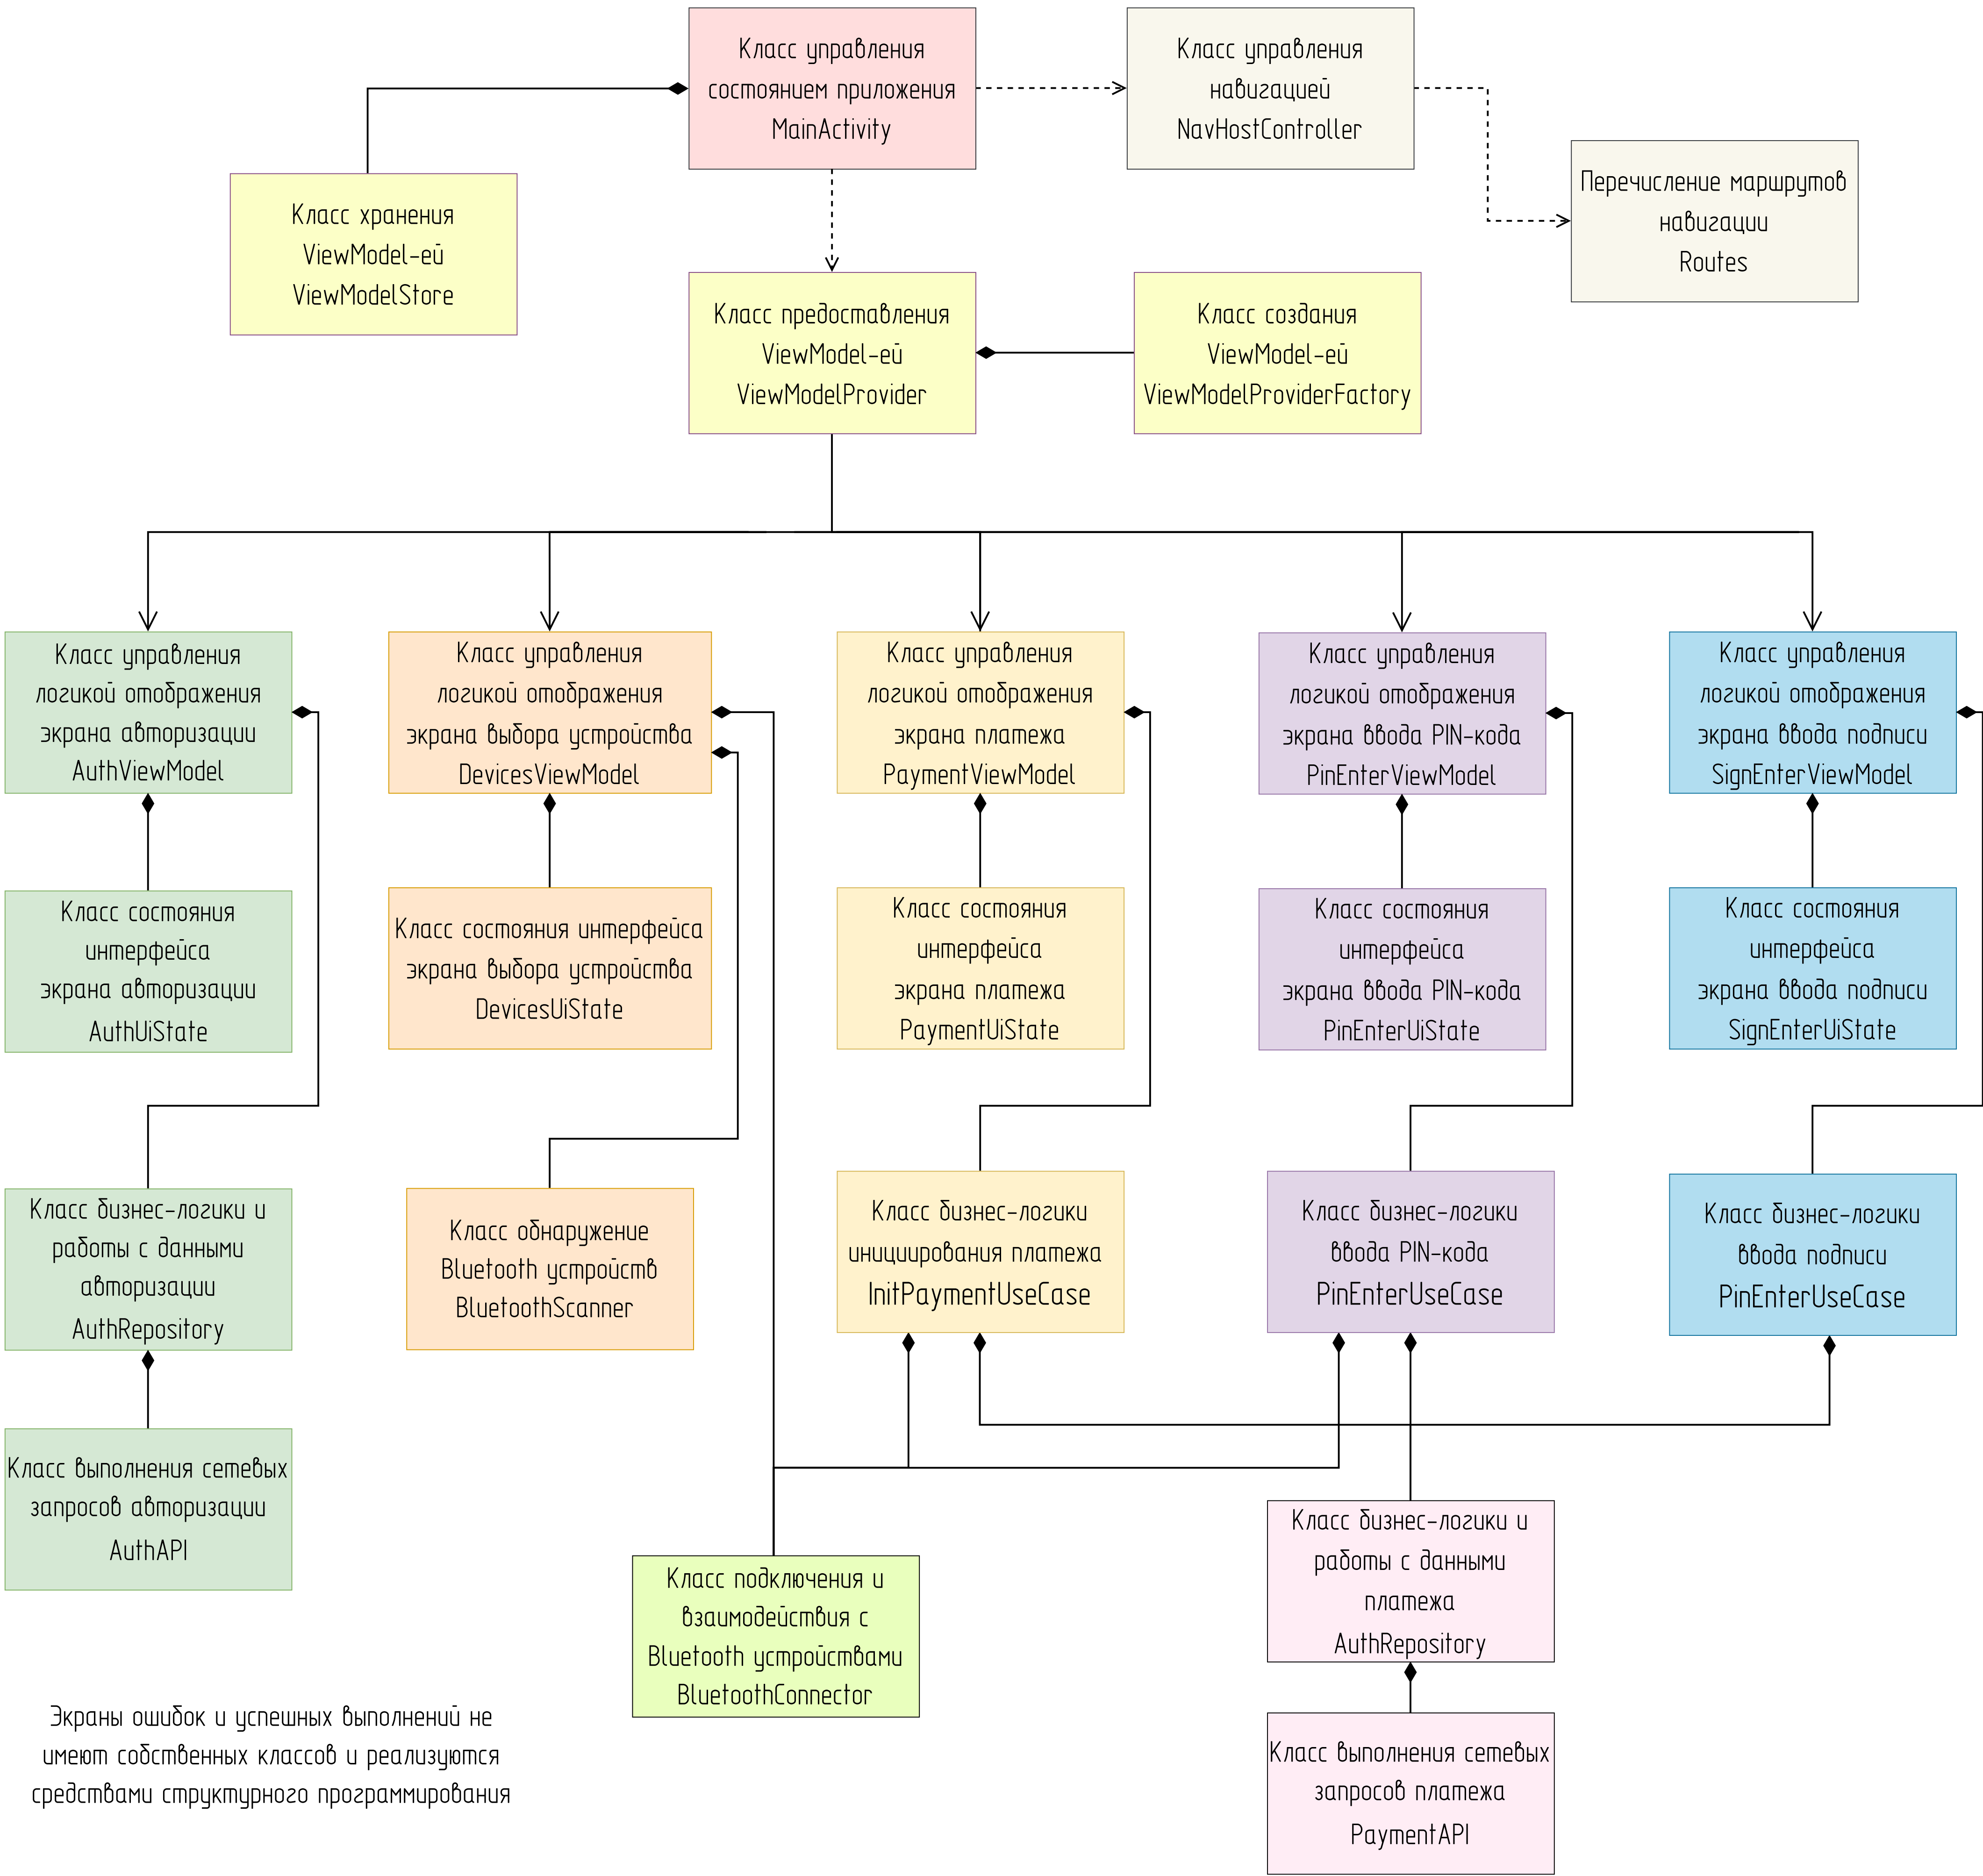 Класс управления
состоянием приложения
MainActivity
Класс управления
навигацией
NavHostController
Перечисление маршрутов
навигации
Routes
Класс хранения
ViewModel-ей
ViewModelStore
Класс предоставления
ViewModel-ей
ViewModelProvider
Класс создания
ViewModel-ей
ViewModelProviderFactory
Класс управления
логикой отображения
экрана авторизации
AuthViewModel
Класс управления
логикой отображения
экрана выбора устройства
DevicesViewModel
Класс управления
логикой отображения
экрана платежа
PaymentViewModel
Класс управления
логикой отображения
экрана ввода PIN-кода
PinEnterViewModel
Класс управления
логикой отображения
экрана ввода подписи
SignEnterViewModel
Класс состояния
интерфейса
экрана авторизации
AuthUiState
Класс состояния интерфейса
экрана выбора устройства
DevicesUiState
Класс состояния
интерфейса
экрана платежа
PaymentUiState
Класс состояния
интерфейса
экрана ввода PIN-кода
PinEnterUiState
Класс состояния
интерфейса
экрана ввода подписи
SignEnterUiState
Класс бизнес-логики и
работы с данными
авторизации
AuthRepository
Класс обнаружение
Bluetooth устройств
BluetoothScanner
Класс бизнес-логики
инициирования платежа
InitPaymentUseCase
Класс бизнес-логики
ввода PIN-кода
PinEnterUseCase
Класс бизнес-логики
ввода подписи
PinEnterUseCase
Класс выполнения сетевых
запросов авторизации
AuthAPI
Класс подключения и
взаимодействия с
Bluetooth устройствами
BluetoothConnector
Класс бизнес-логики и
работы с данными
платежа
AuthRepository
Класс выполнения сетевых
запросов платежа
PaymentAPI
Экраны ошибок и успешных выполнений не
имеют собственных классов и реализуются
средствами структурного программирования